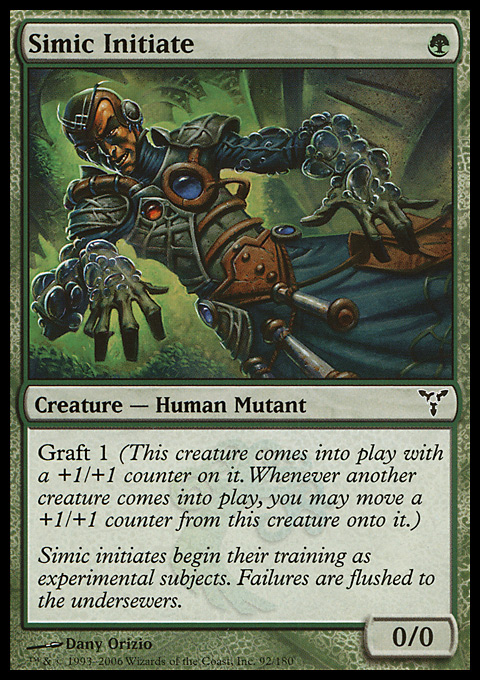 Simic Initiate
Creature — Human Mutant
Graft 1 (This creature comes into play with
a +1/+1 counter on it. Whenever another
creature comes into play, you may move a
+1/+1 counter from this creature onto it.)
Simic initiates begin their training as
experimental subjects. Failures are flushed to
the undersewers.
Dany Orizio
0/0
™ & © 1993-2006 Wizards of the Coast, Inc. 92/180